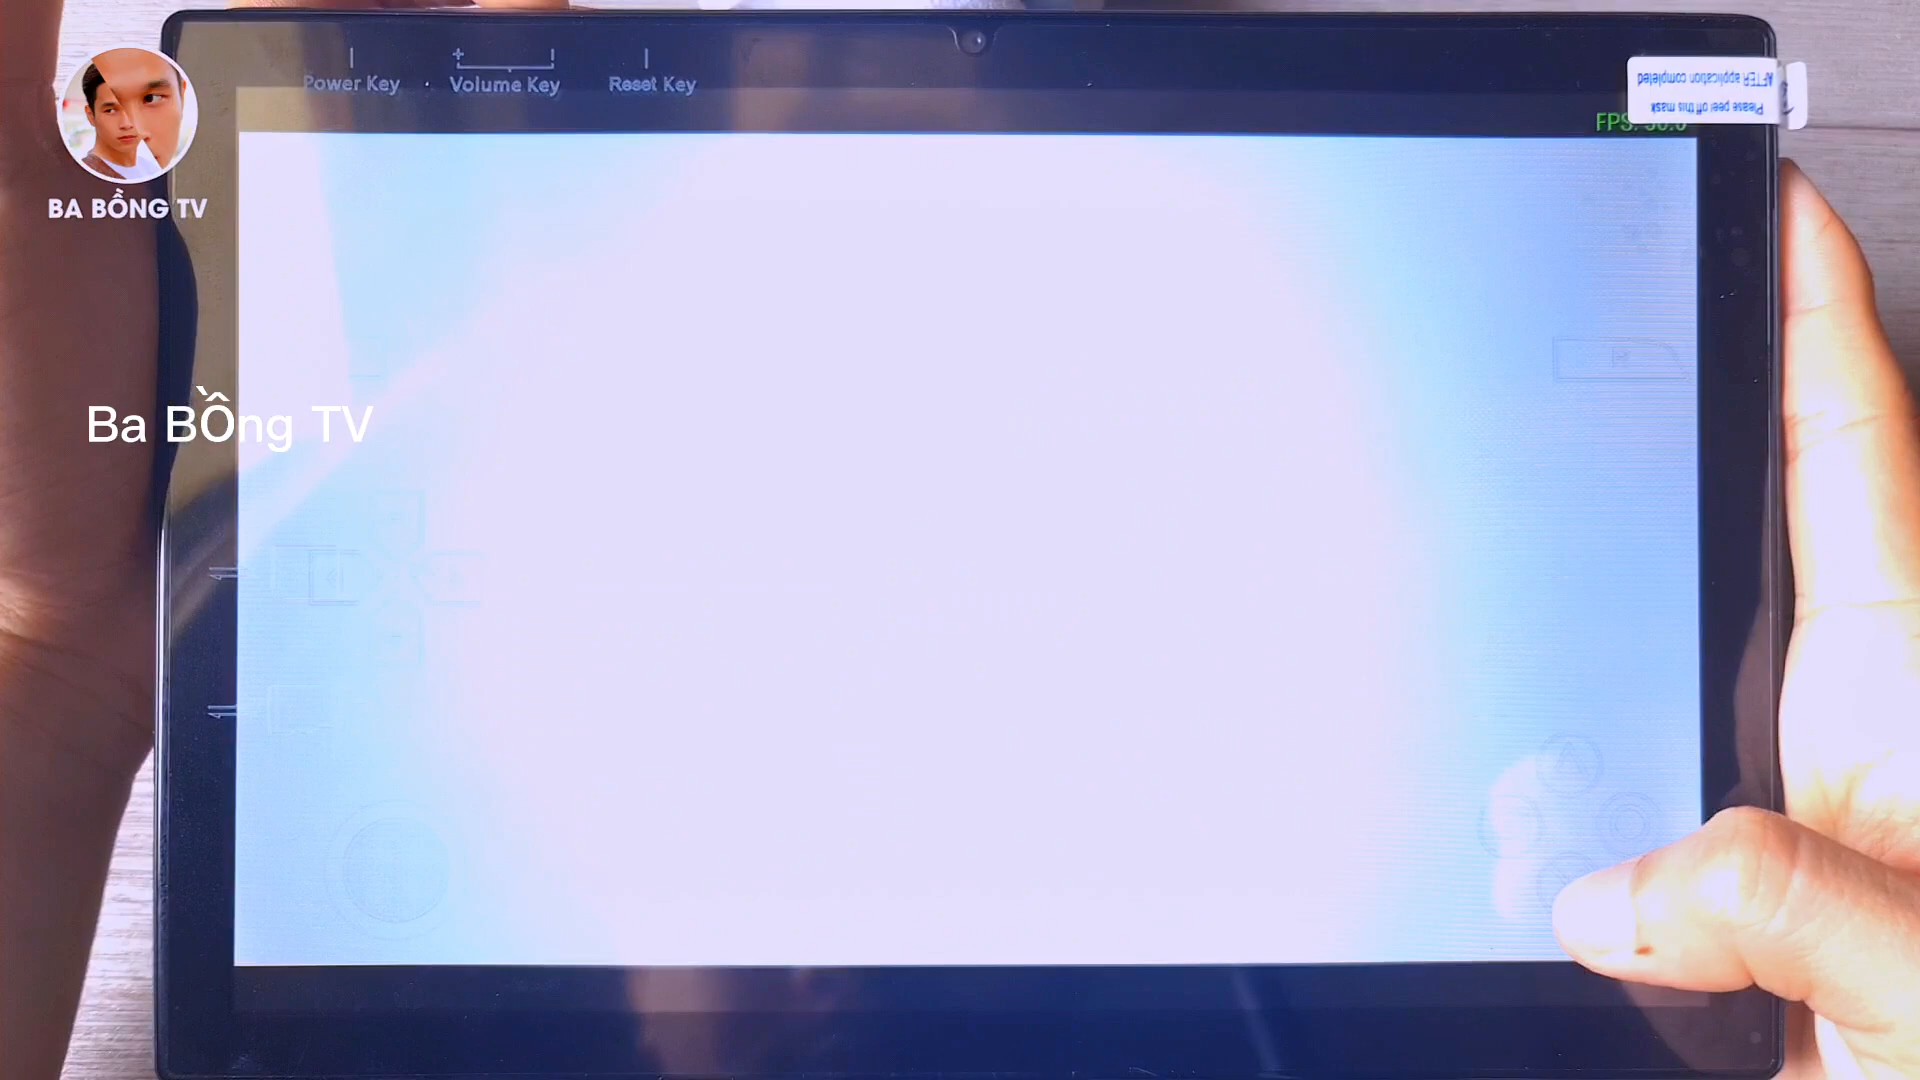 Power Key
Volume Key
Reset Key
Please peel off this mask
AFTER application completed
FPS:
BA BỒNG TV
Ba BỒng TV